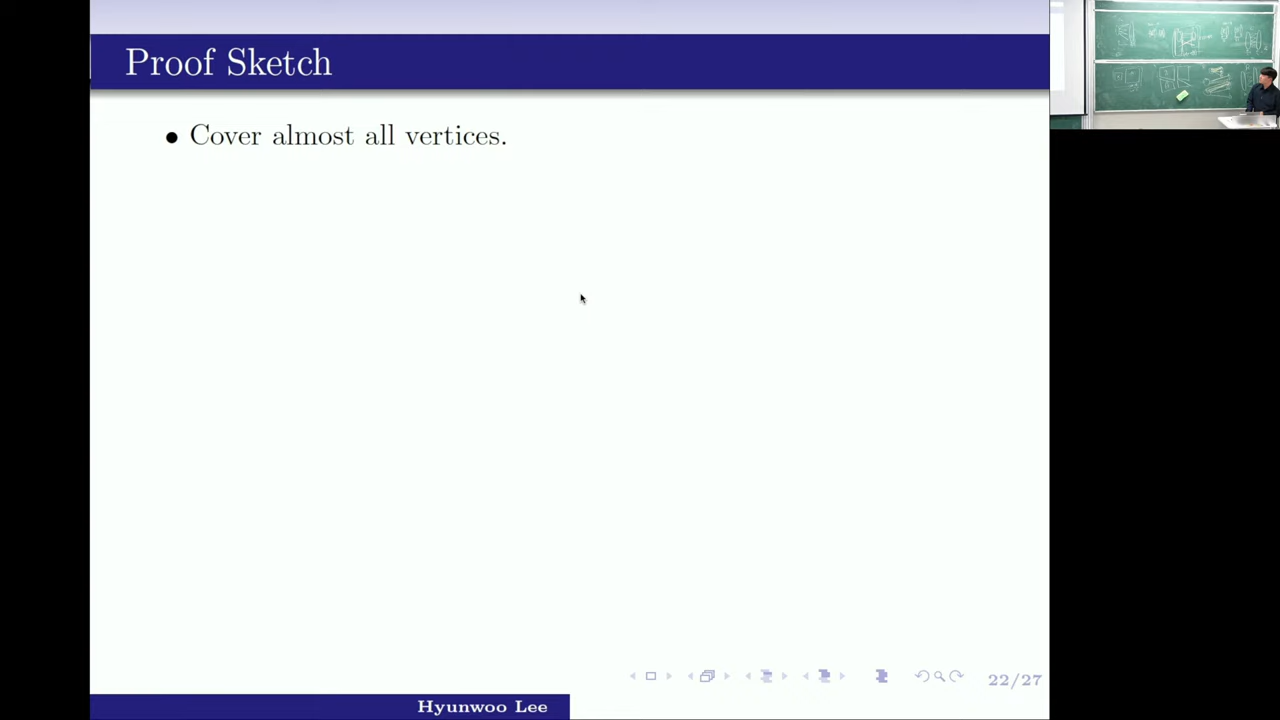 Proof Sketch
• Cover almost all vertices.
22/27
Hyunwoo Lee